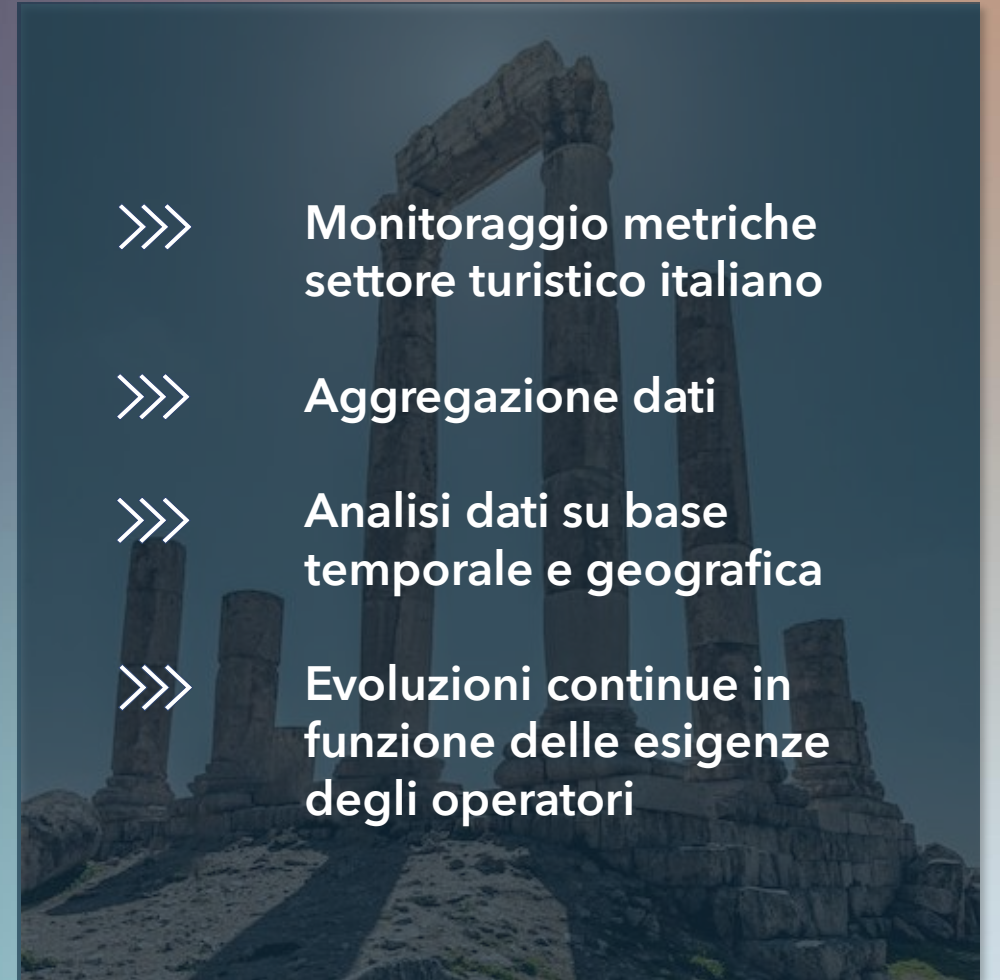 Monitoraggio metriche
settore turistico italiano
Aggregazione dati
Analisi dati su base
temporale e geografica
Evoluzioni continue in
funzione delle esigenze
degli operatori